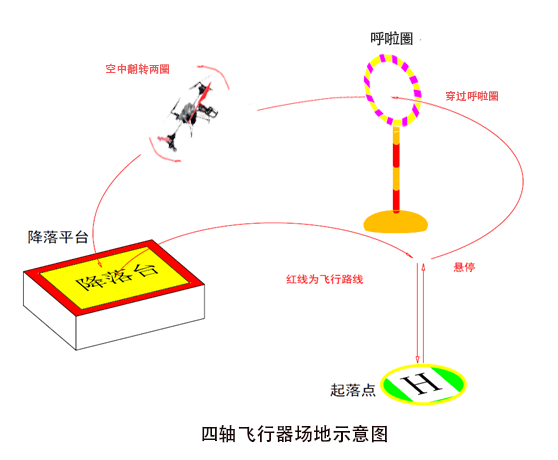 呼啦圈
空中翻转两圈
穿过呼啦圈
降落平台
降落台
红线为飞行路线
悬停
起落点
H
四轴飞行器场地示意图